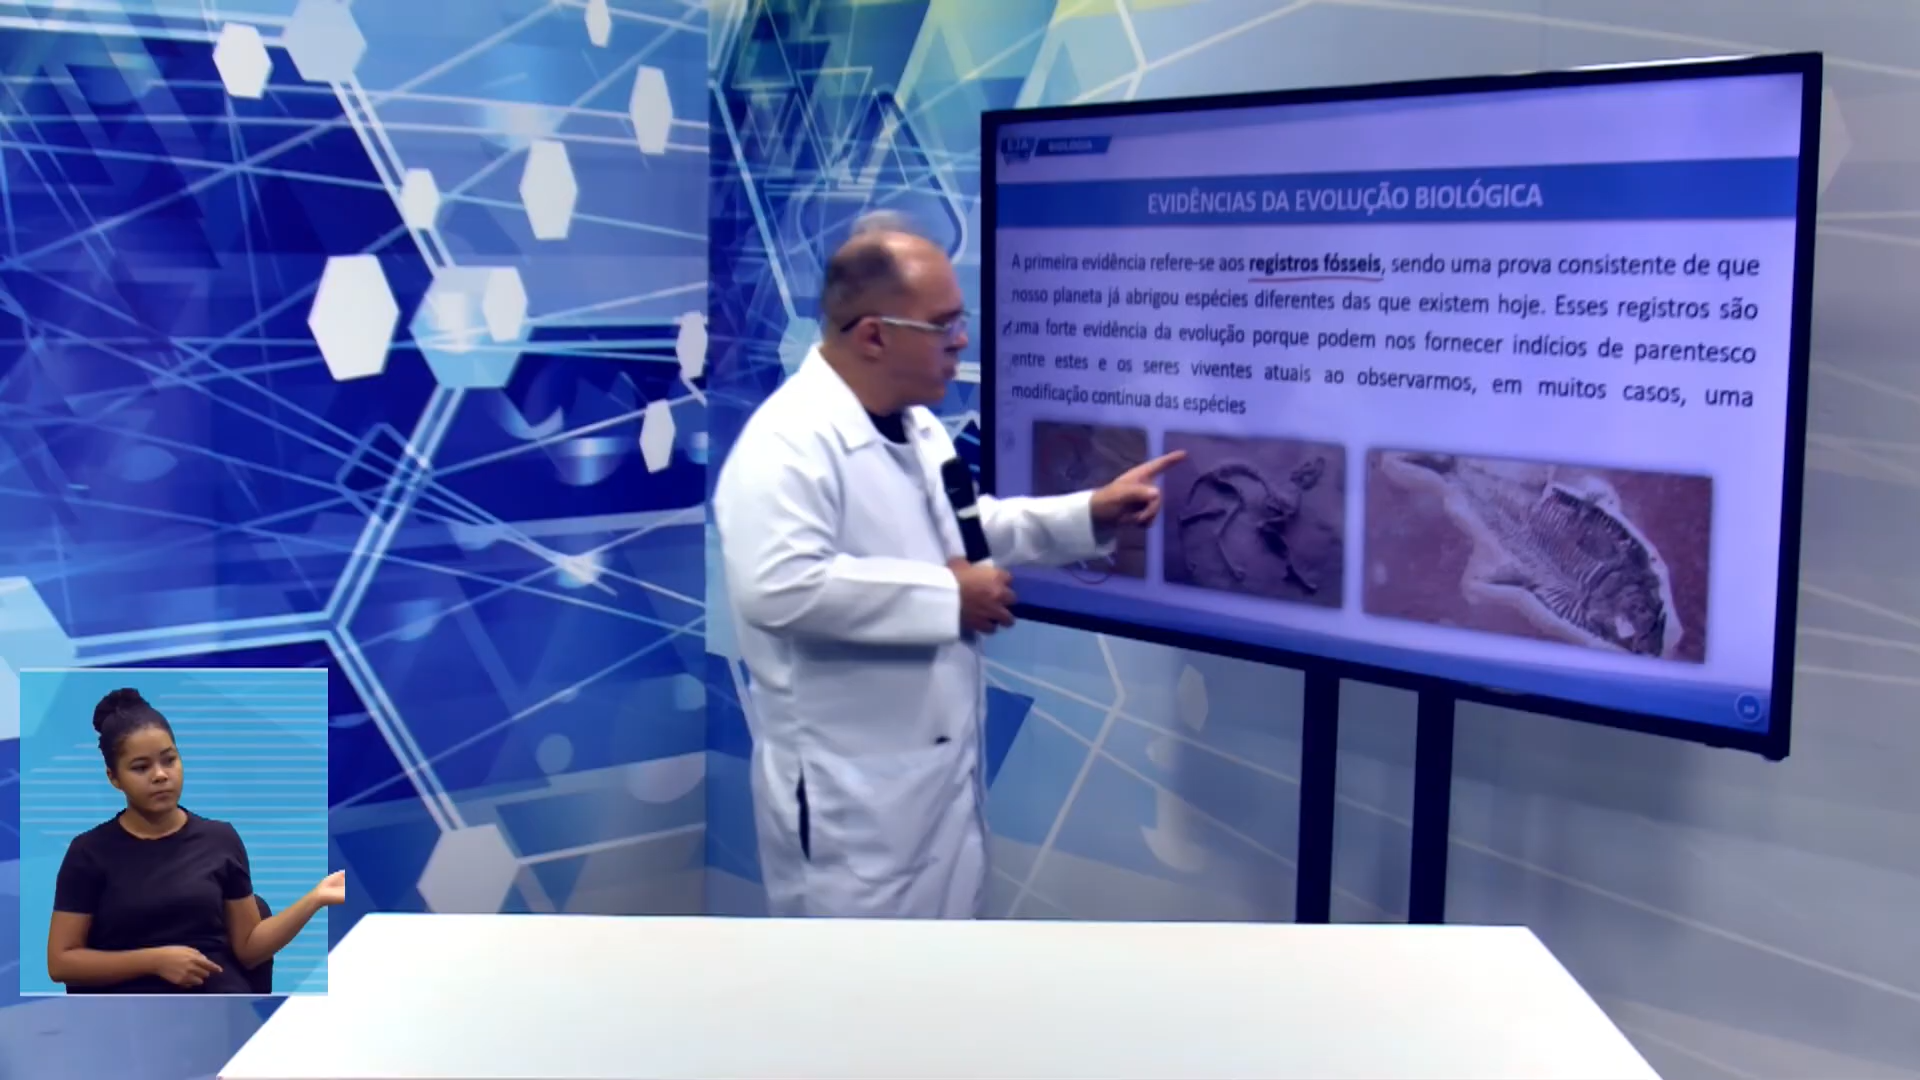 EJA
BIOLOGIA
EVIDÊNCIAS DA EVOLUÇÃO BIOLÓGICA
A primeira evidência refere-se aos registros fósseis, sendo uma prova consistente de que
nosso planeta já abrigou espécies diferentes das que existem hoje. Esses registros são
uma forte evidência da evolução porque podem nos fornecer indícios de parentesco
entre estes e os seres viventes atuais ao observarmos, em muitos casos, uma
modificação contínua das espécies